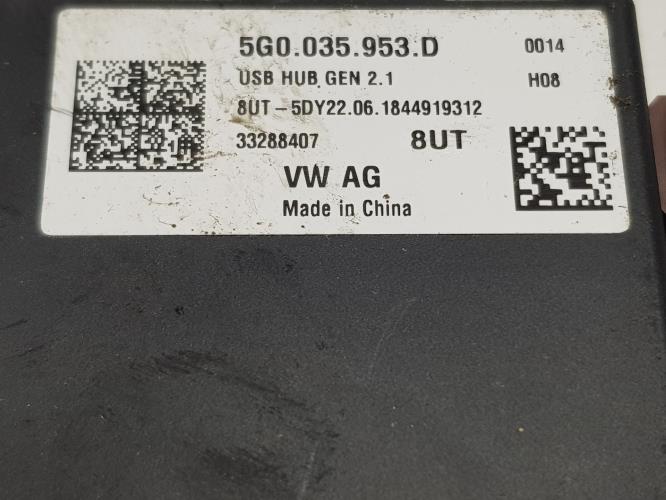 5G0.035.953.D 0014
USB HUB GEN 2.1 H08
8UT-5DY22.06.1844919312
33288407 8UT
VW AG
Made in China